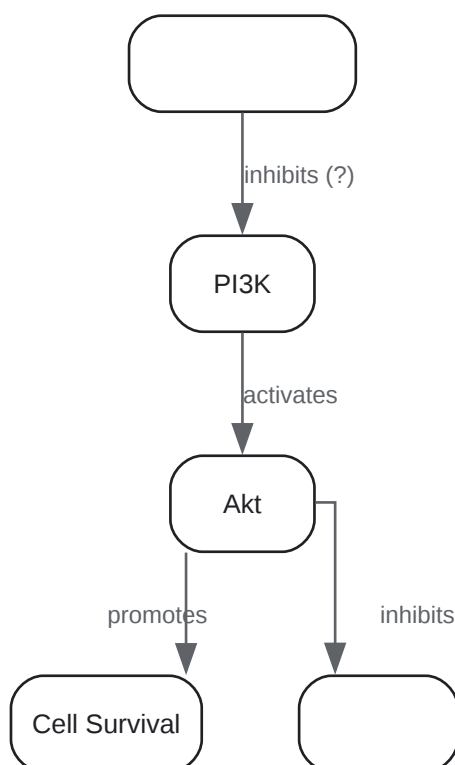 inhibits (?)
PI3K
activates
Akt
promotes
inhibits
Cell Survival